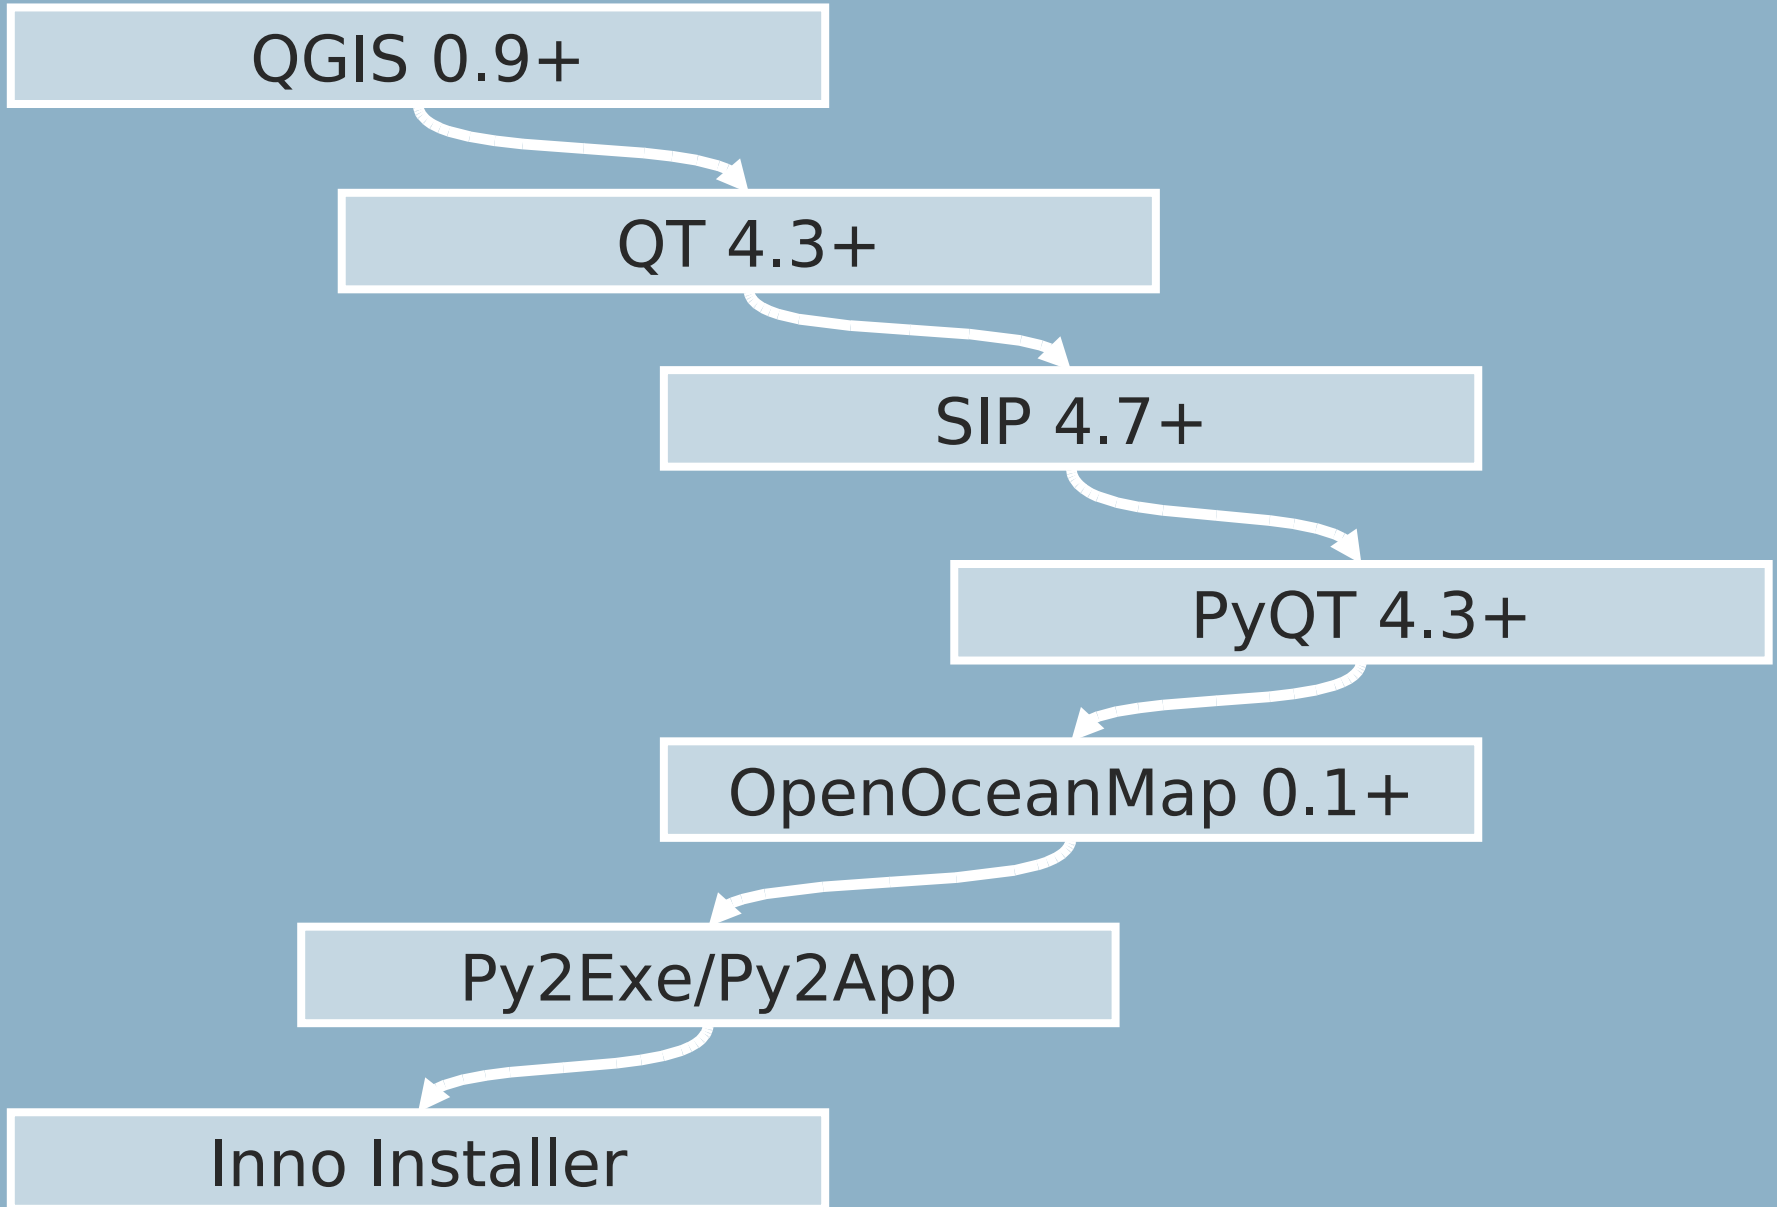 QGIS 0.9+
QT 4.3+
SIP 4.7+
PyQT 4.3+
OpenOceanMap 0.1+
Py2Exe/Py2App
Inno Installer